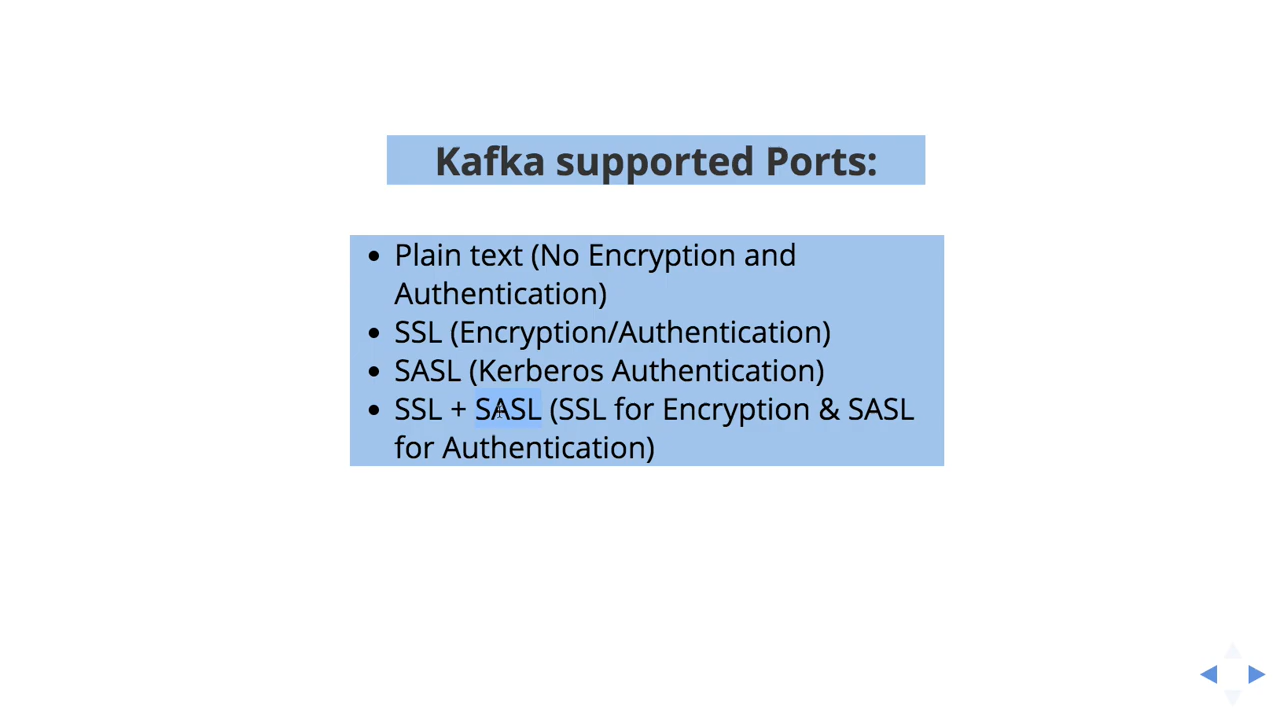 Kafka supported Ports:
• Plain text (No Encryption and
Authentication)
• SSL (Encryption/Authentication)
• SASL (Kerberos Authentication)
• SSL + SASL (SSL for Encryption & SASL
for Authentication)